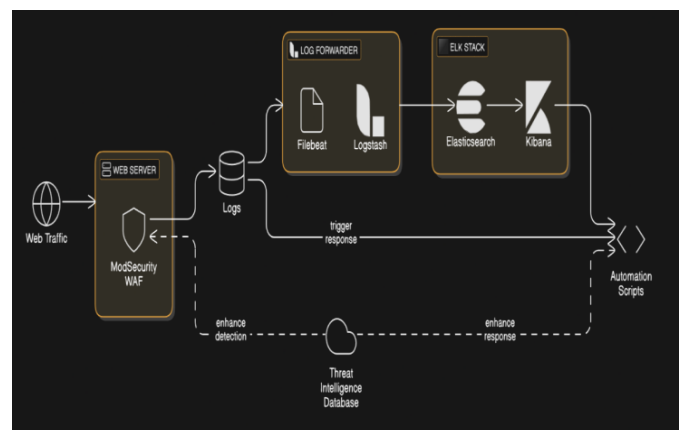 LOG FORWARDER
ELK STACK
Filebeat
Logstash
Elasticsearch
Kibana
WEB SERVER
Web Traffic
ModSecurity
WAF
Logs
trigger
response
Automation
Scripts
enhance
detection
enhance
response
Threat
Intelligence
Database